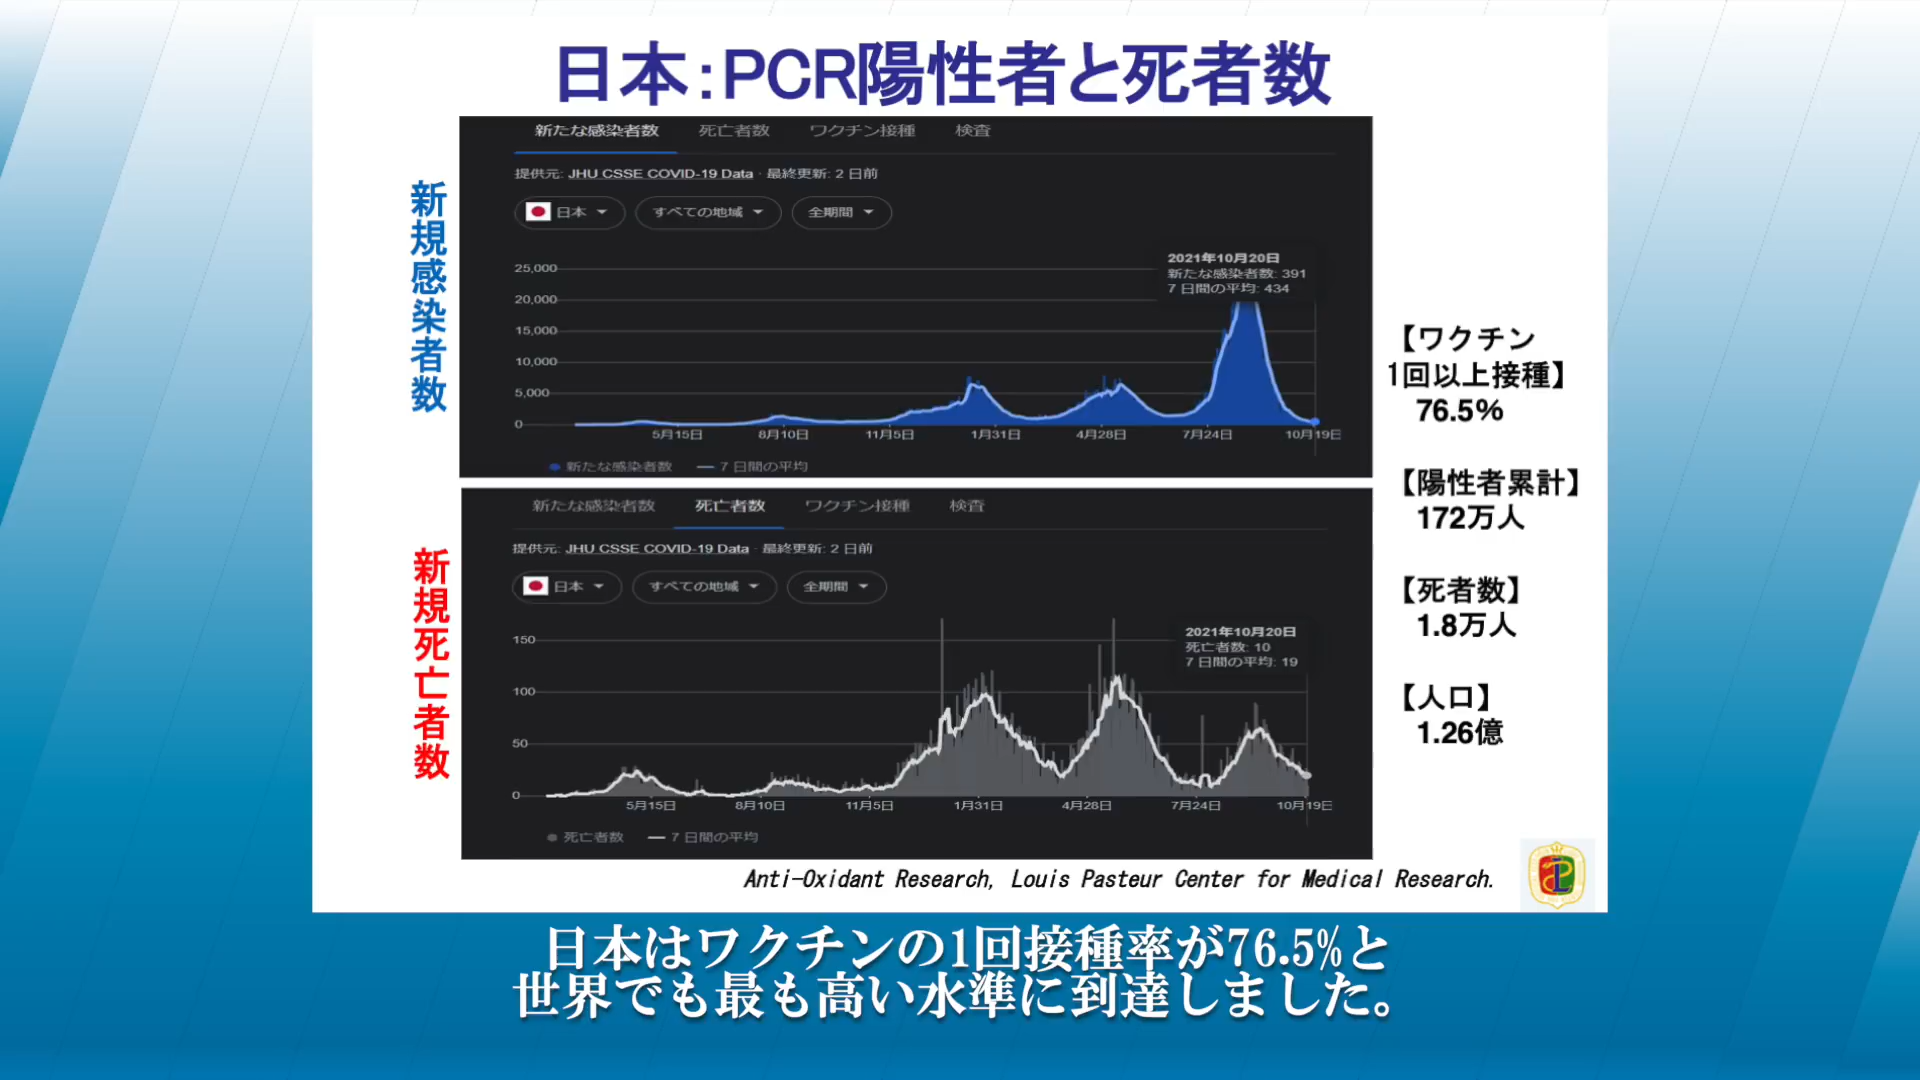 日本：PCR陽性者と死者数
新規感染者数
新たな感染者数 死亡者数 ワクチン接種 検査
提供元: JHU CSSE COVID-19 Data · 最終更新: 2 日前
日本 すべての地域 全期間
2021年10月20日
新たな感染者数: 391
7 日間の平均: 434
25,000
20,000
15,000
10,000
5,000
0
5月15日 8月10日 11月5日 1月31日 4月28日 7月24日 10月19日
新たな感染者数 7 日間の平均
新規死亡者数
新たな感染者数 死亡者数 ワクチン接種 検査
提供元: JHU CSSE COVID-19 Data · 最終更新: 2 日前
日本 すべての地域 全期間
2021年10月20日
死亡者数: 10
7 日間の平均: 19
150
100
50
0
5月15日 8月10日 11月5日 1月31日 4月28日 7月24日 10月19日
死亡者数 7 日間の平均
【ワクチン
1回以上接種】
76.5%
【陽性者累計】
172万人
【死者数】
1.8万人
【人口】
1.26億
Anti-Oxidant Research, Louis Pasteur Center for Medical Research.
日本はワクチンの1回接種率が76.5%と
世界でも最も高い水準に到達しました。